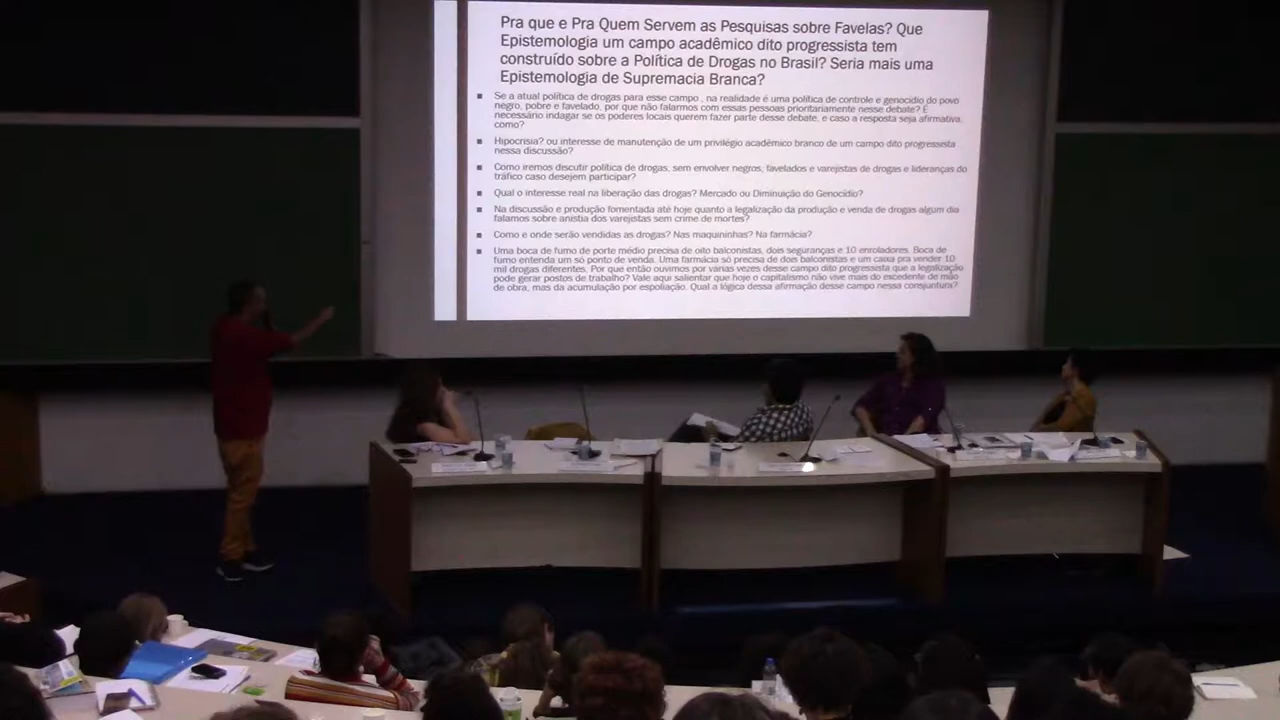 Pra que e Pra Quem Servem as Pesquisas sobre Favelas? Que
Epistemologia um campo acadêmico dito progressista tem
construído sobre a Política de Drogas no Brasil? Seria mais uma
Epistemologia de Supremacia Branca?
Se a atual política de drogas para esse campo , na realidade é uma política de controle e genocídio do povo
negro, pobre e favelado, por que não falarmos com essas pessoas prioritariamente nesse debate? É
necessário indagar se os poderes locais querem fazer parte desse debate, e caso a resposta seja afirmativa,
como?
Hipocrisia? ou interesse de manutenção de um privilégio acadêmico branco de um campo dito progressista
nessa discussão?
Como iremos discutir política de drogas, sem envolver negros, favelados e varejistas de drogas e lideranças do
tráfico caso desejem participar?
Qual o interesse real na liberação das drogas? Mercado ou Diminuição do Genocídio?
Na discussão e produção fomentada até hoje quanto a legalização da produção e venda de drogas algum dia
falamos sobre anistia dos varejistas sem crime de mortes?
Como e onde serão vendidas as drogas? Nas maquininhas? Na farmácia?
Uma boca de fumo de porte médio precisa de oito balconistas, dois seguranças e 10 enroladores. Boca de
fumo entenda um só ponto de venda. Uma farmácia só precisa de dois balconistas e um caixa pra vender 10
mil drogas diferentes. Por que então ouvimos por várias vezes desse campo dito progressista que a legalização
pode gerar postos de trabalho? Vale aqui salientar que hoje o capitalismo não vive mais do excedente de mão
de obra, mas da acumulação por espoliação. Qual a lógica dessa afirmação desse campo nessa consjuntura?